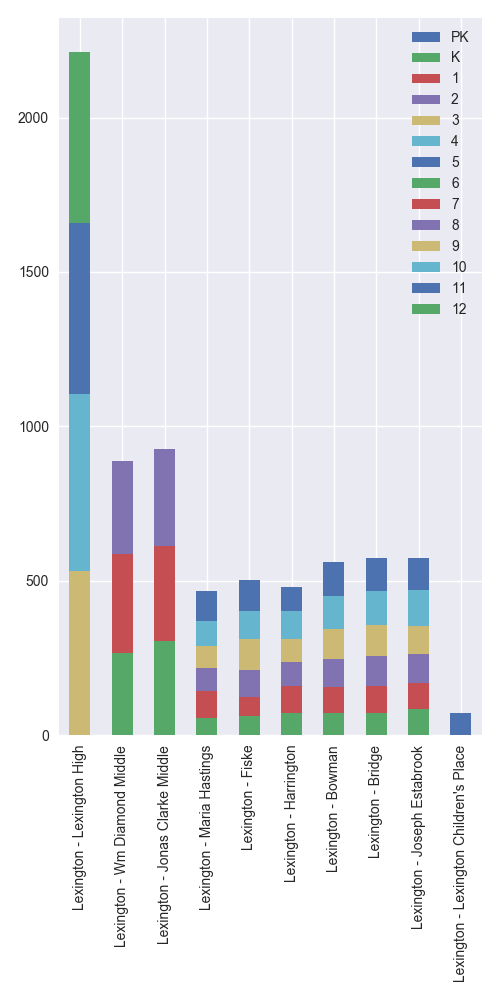 PK
K
1
2
3
4
5
6
7
8
9
10
11
12
2000
1500
1000
500
0
Lexington - Lexington High
Lexington - Wm Diamond Middle
Lexington - Jonas Clarke Middle
Lexington - Maria Hastings
Lexington - Fiske
Lexington - Harrington
Lexington - Bowman
Lexington - Bridge
Lexington - Joseph Estabrook
Lexington - Lexington Children's Place